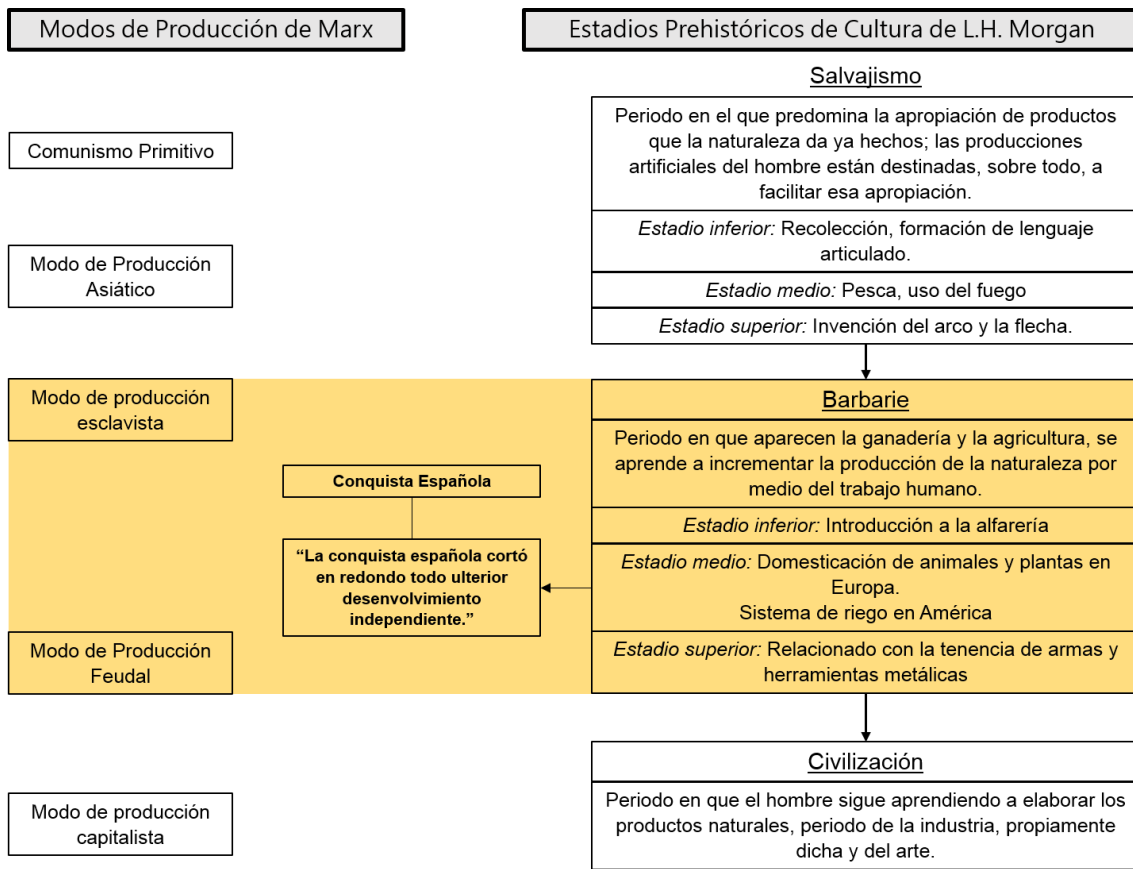 Modos de Producción de Marx
Estadios Prehistóricos de Cultura de L.H. Morgan
Comunismo Primitivo
Modo de Producción
Asiático
Modo de producción
esclavista
Conquista Española
“La conquista española cortó
en redondo todo ulterior
desenvolvimiento
independiente.”
Modo de Producción
Feudal
Modo de producción
capitalista
Salvajismo
Periodo en el que predomina la apropiación de productos
que la naturaleza da ya hechos; las producciones
artificiales del hombre están destinadas, sobre todo, a
facilitar esa apropiación.
Estadio inferior: Recolección, formación de lenguaje
articulado.
Estadio medio: Pesca, uso del fuego
Estadio superior: Invención del arco y la flecha.
Barbarie
Periodo en que aparecen la ganadería y la agricultura, se
aprende a incrementar la producción de la naturaleza por
medio del trabajo humano.
Estadio inferior: Introducción a la alfarería
Estadio medio: Domesticación de animales y plantas en
Europa.
Sistema de riego en América
Estadio superior: Relacionado con la tenencia de armas y
herramientas metálicas
Civilización
Periodo en que el hombre sigue aprendiendo a elaborar los
productos naturales, periodo de la industria, propiamente
dicha y del arte.